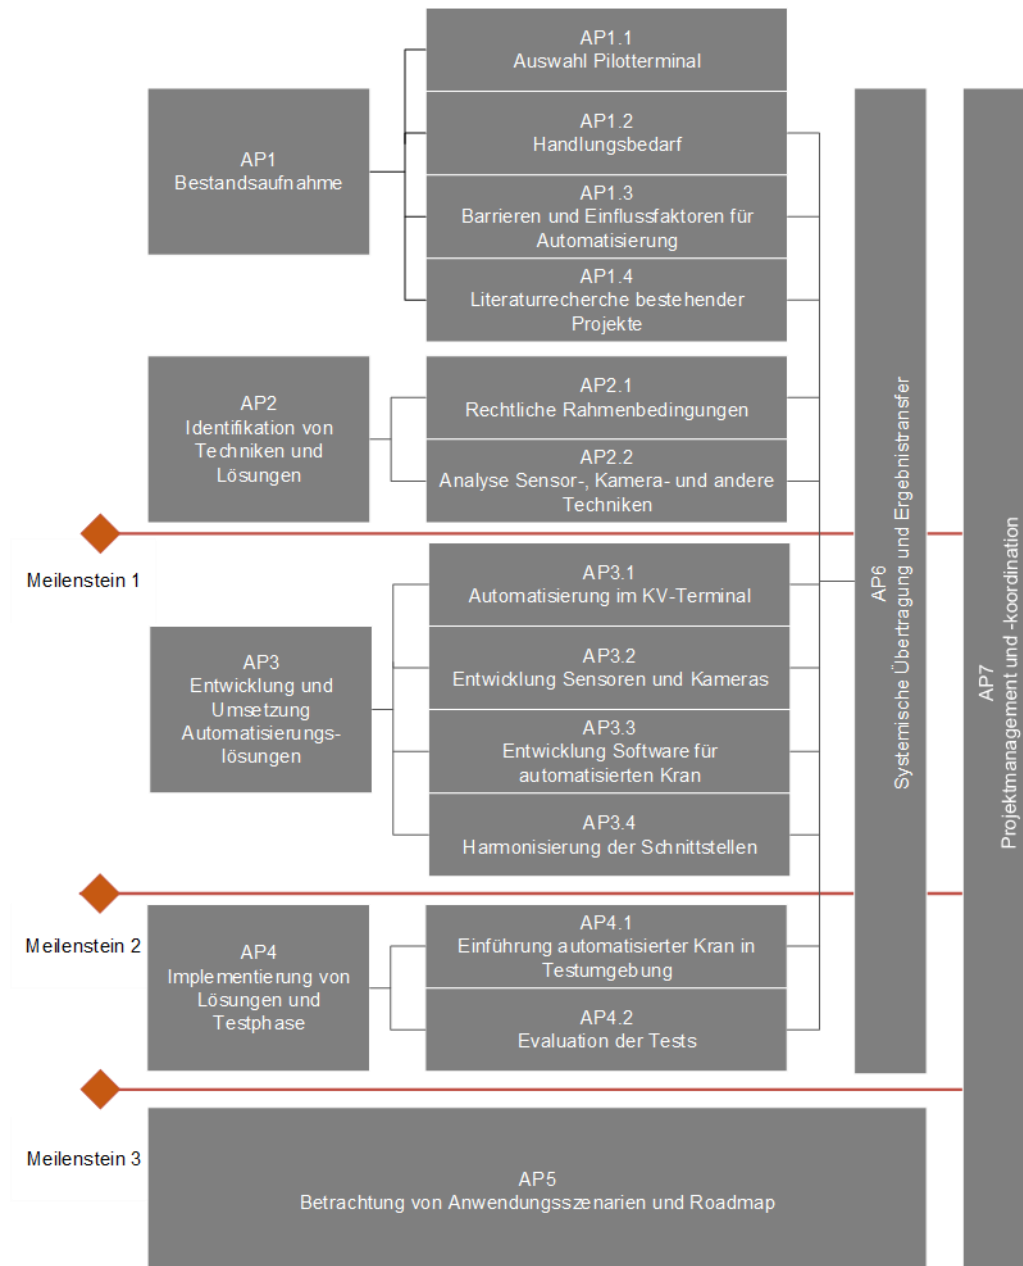 AP1.1
Auswahl Pilotterminal
AP1
Bestandsaufnahme
AP1.2
Handlungsbedarf
AP1.3
Barrieren und Einflussfaktoren für
Automatisierung
AP1.4
Literaturrecherche bestehender
Projekte
AP2
Identifikation von
Techniken und
Lösungen
AP2.1
Rechtliche Rahmenbedingungen
AP2.2
Analyse Sensor-, Kamera- und andere
Techniken
Meilenstein 1
AP3
Entwicklung und
Umsetzung
Automatisierungs-
lösungen
AP3.1
Automatisierung im KV-Terminal
AP3.2
Entwicklung Sensoren und Kameras
AP3.3
Entwicklung Software für
automatisierten Kran
AP3.4
Harmonisierung der Schnittstellen
Meilenstein 2
AP4
Implementierung von
Lösungen und
Testphase
AP4.1
Einführung automatisierter Kran in
Testumgebung
AP4.2
Evaluation der Tests
Meilenstein 3
AP5
Betrachtung von Anwendungsszenarien und Roadmap
AP6
Systemische Übertragung und Ergebnistransfer
AP7
Projektmanagement und -koordination